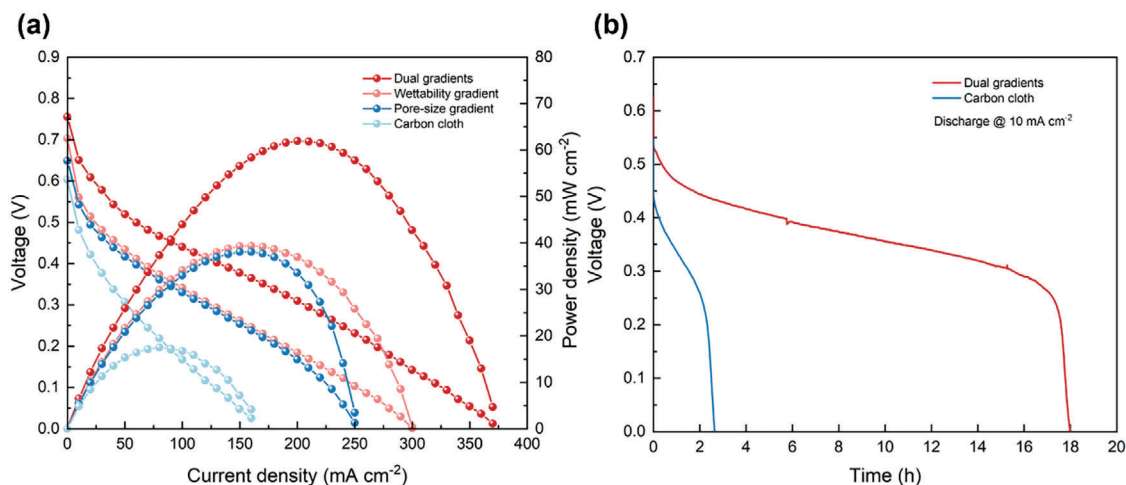 (a)
0.9
0.8
0.7
0.6
0.5
0.4
0.3
0.2
0.1
0.0
Voltage (V)
80
70
60
50
40
30
20
10
0
Power density (mW cm⁻²)
Dual gradients
Wettability gradient
Pore-size gradient
Carbon cloth
0 50 100 150 200 250 300 350 400
Current density (mA cm⁻²)
(b)
0.7
0.6
0.5
0.4
0.3
0.2
0.1
0.0
Voltage (V)
Dual gradients
Carbon cloth
Discharge @ 10 mA cm⁻²
0 2 4 6 8 10 12 14 16 18 20
Time (h)